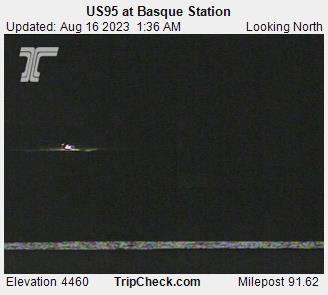 US95 at Basque Station
Updated: Aug 16 2023 1:36 AM Looking North
Elevation 4460 TripCheck.com Milepost 91.62